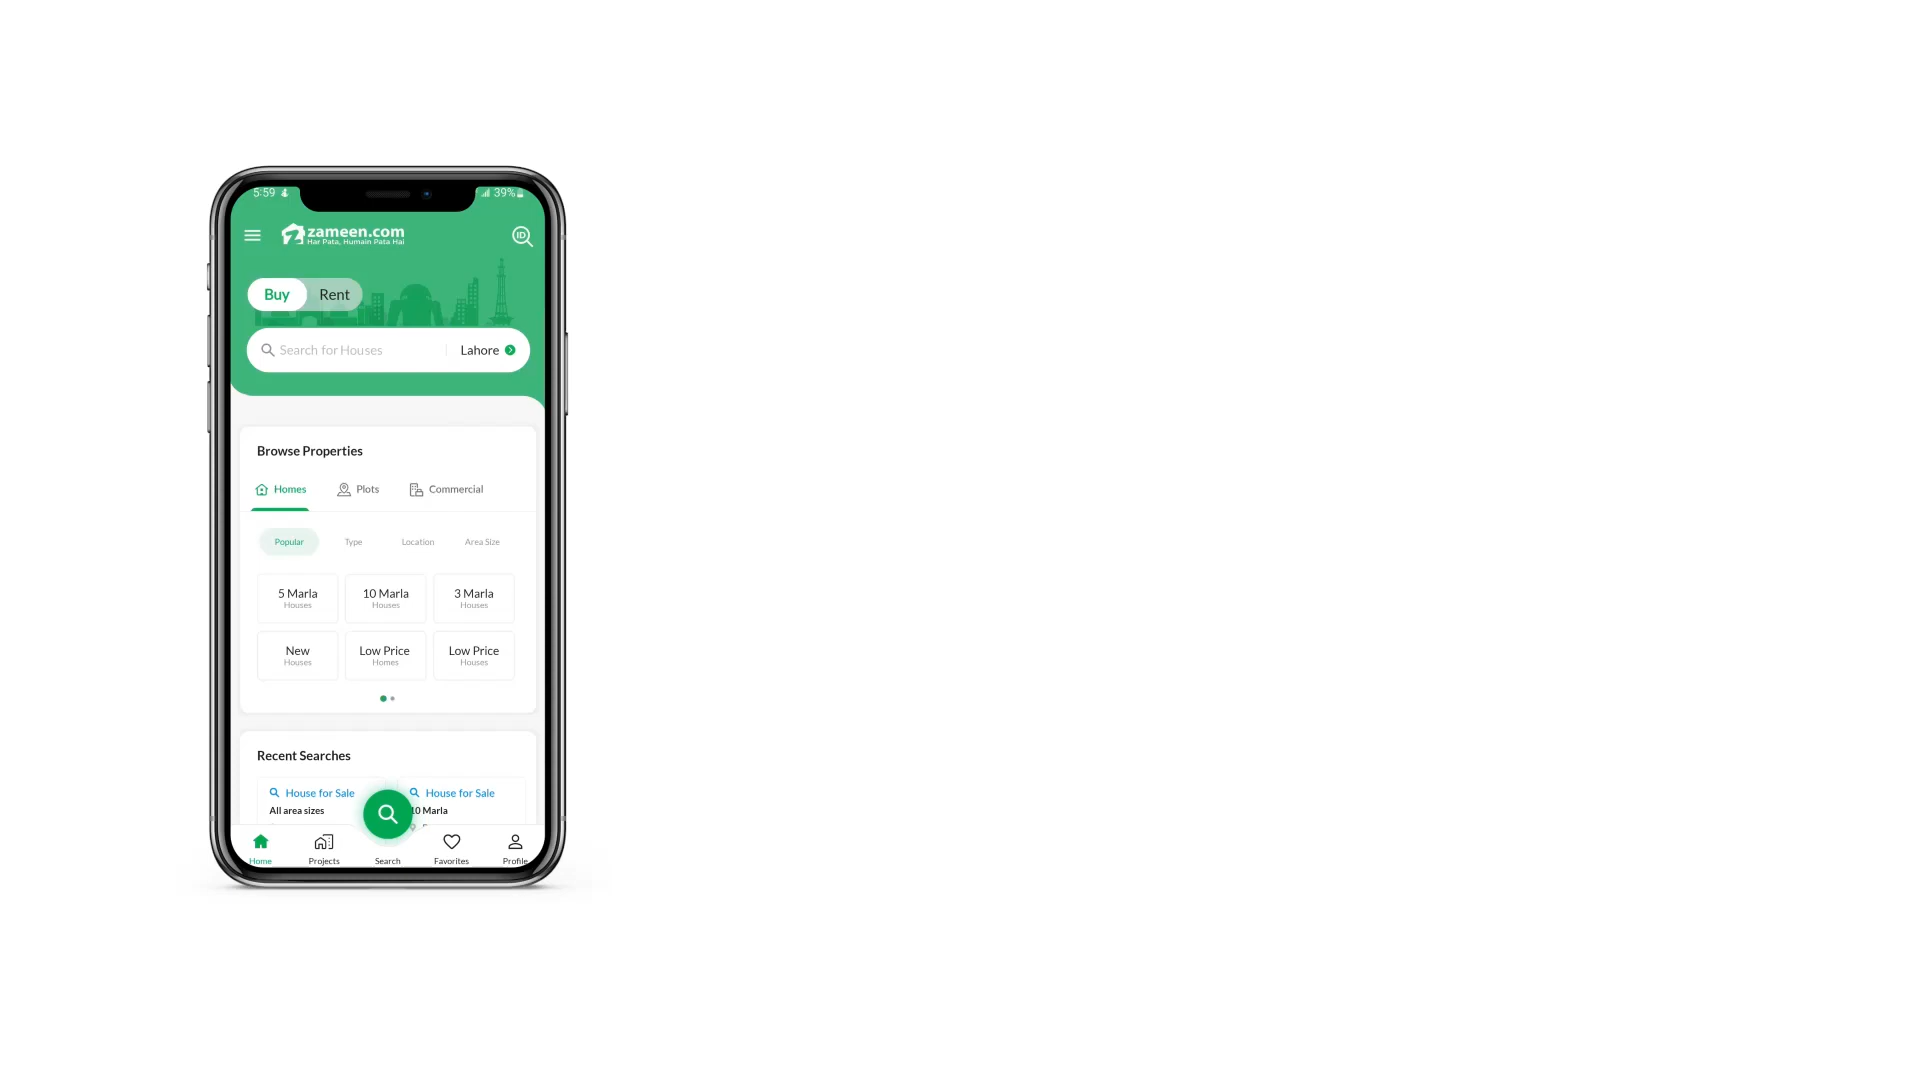 5:59 39%
zameen.com
Har Pata, Humain Pata Hai
ID
Buy Rent
Search for Houses Lahore
Browse Properties
Homes Plots Commercial
Popular Type Location Area Size
5 Marla 10 Marla 3 Marla
Houses Houses Houses
New Low Price Low Price
Houses Homes Houses
Recent Searches
House for Sale House for Sale
All area sizes 10 Marla
Home Projects Search Favorites Profile